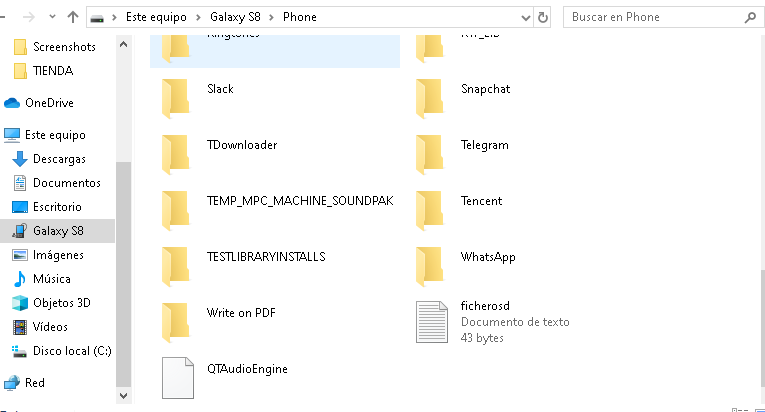 Este equipo > Galaxy S8 > Phone
Buscar en Phone
Screenshots
TIENDA
OneDrive
Este equipo
Descargas
Documentos
Escritorio
Galaxy S8
Imágenes
Música
Objetos 3D
Vídeos
Disco local (C:)
Red
Ringtones
Slack
Snapchat
TDownloader
Telegram
TEMP_MPC_MACHINE_SOUNDPAK
Tencent
TESTLIBRARYINSTALLS
WhatsApp
Write on PDF
ficherosd
Documento de texto
43 bytes
QTAudioEngine